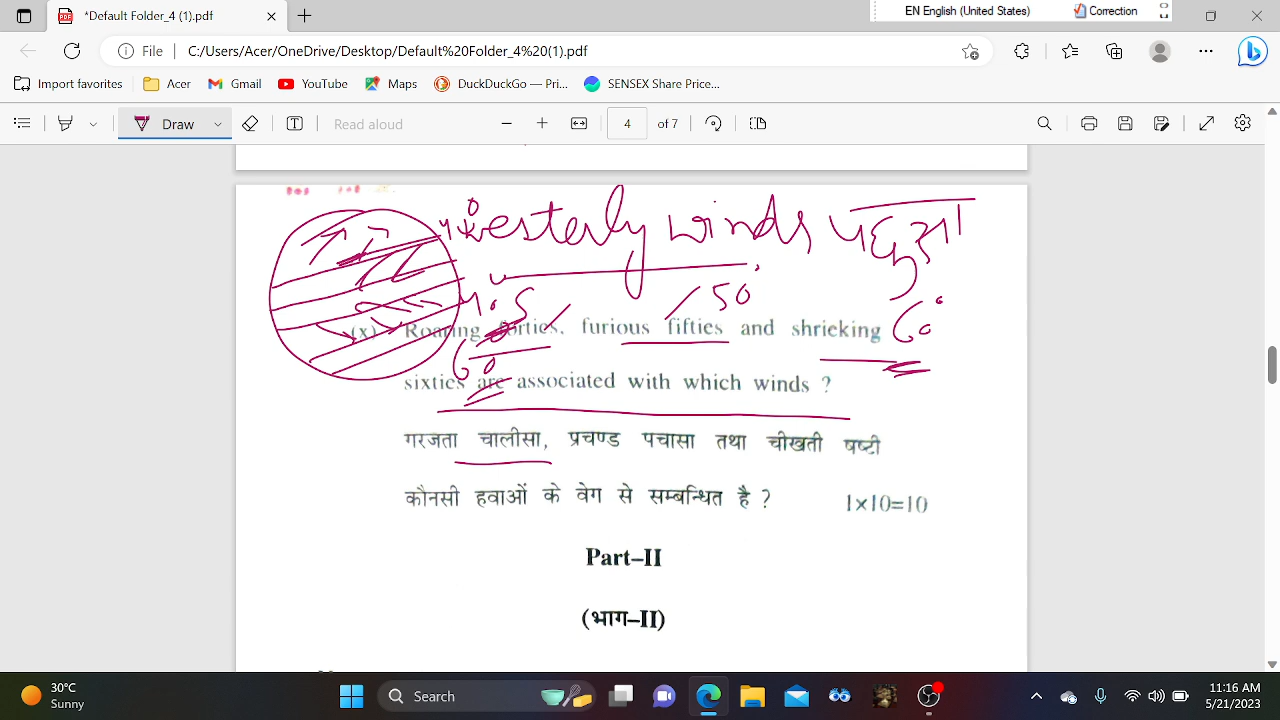 *Default Folder_4 (1).pdf
EN English (United States) Correction
File C:/Users/Acer/OneDrive/Desktop/Default%20Folder_4%20(1).pdf
Import favorites Acer Gmail YouTube Maps DuckDuckGo — Pri... SENSEX Share Price...
Draw Read aloud 4 of 7
Westerly winds पछुआ
50°
(x) Roaring forties, furious fifties and shrieking 60°
sixties are associated with which winds ?
गरजता चालीसा, प्रचण्ड पचासा तथा चीखती षष्टी
कौनसी हवाओं के वेग से सम्बन्धित है ? 1×10=10
Part–II
(भाग–II)
30°C
Sunny
Search
11:16 AM
5/21/2023